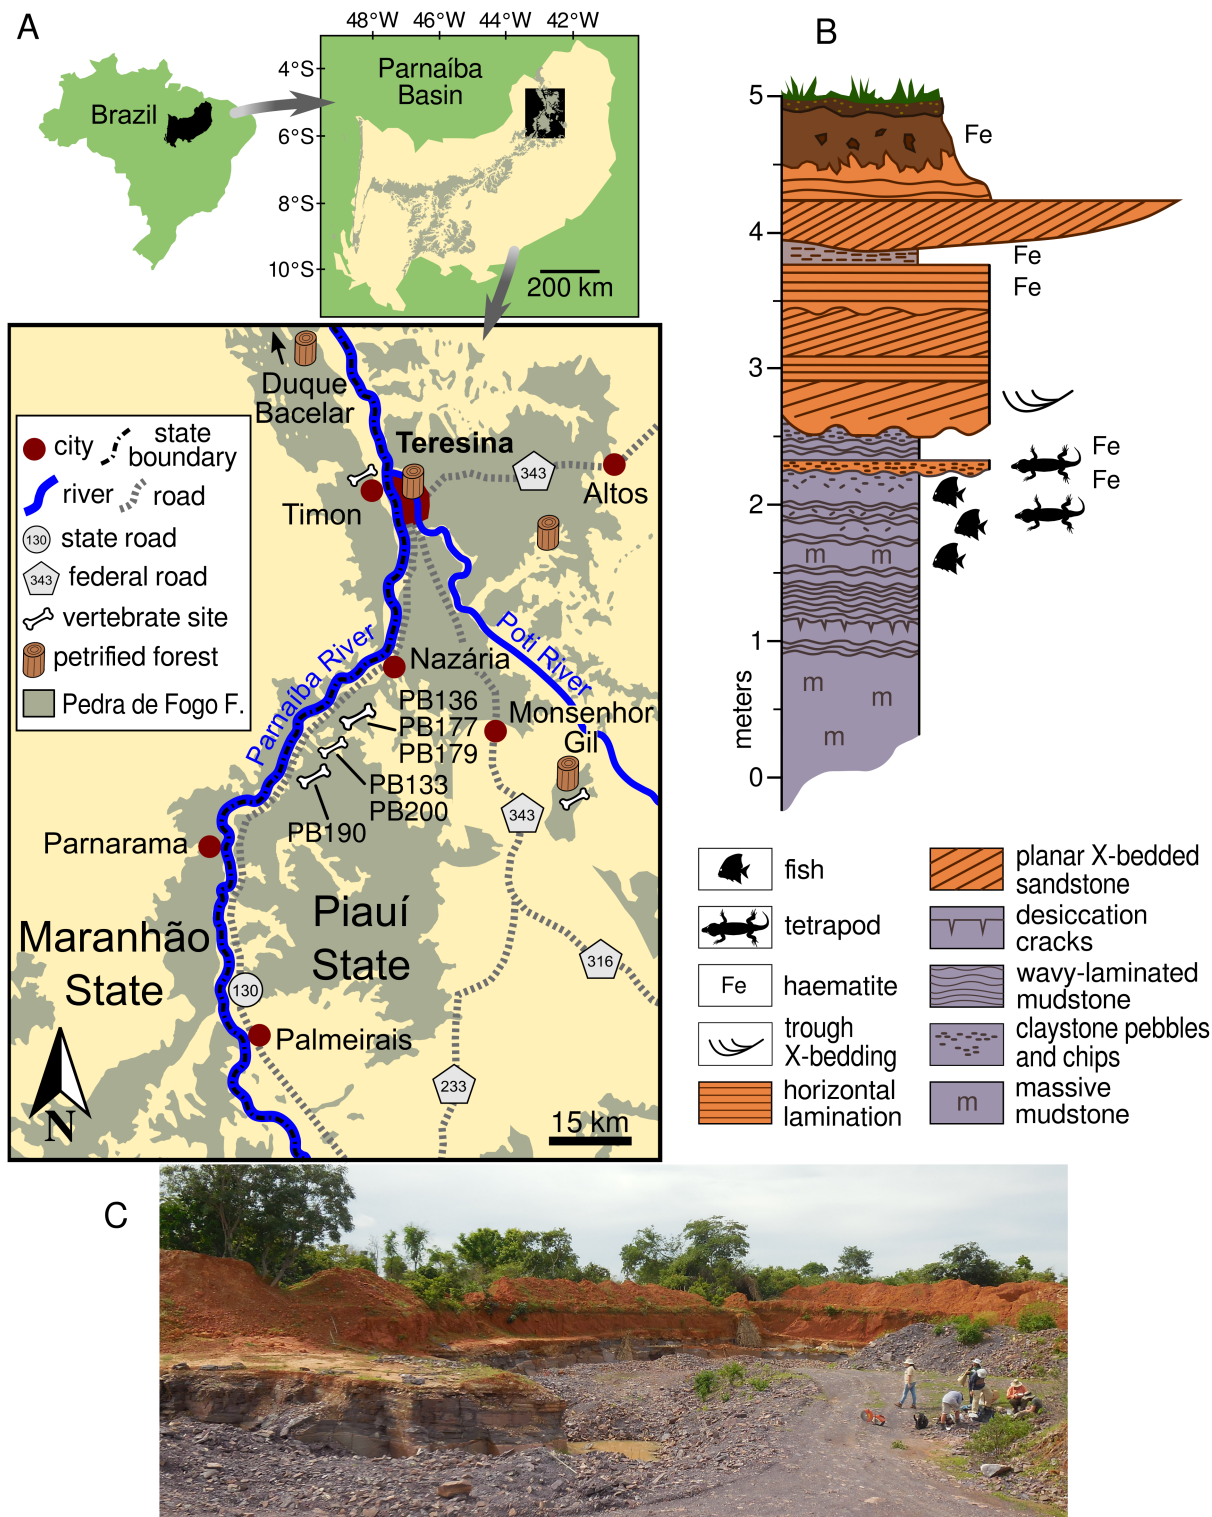 A
48°W 46°W 44°W 42°W
4°S
6°S
8°S
10°S
Brazil
Parnaíba
Basin
200 km
Duque
Bacelar
Teresina
343
Altos
Timon
city
state
boundary
river
road
130
state road
343
federal road
vertebrate site
petrified forest
Pedra de Fogo F.
Parnaíba River
Poti River
Nazária
PB136
PB177
PB179
Monsenhor
Gil
PB133
PB200
PB190
343
Parnarama
Maranhão
State
Piauí
State
316
130
Palmeirais
233
N
15 km
B
5
4
3
2
1
0
meters
Fe
Fe
Fe
Fe
Fe
m
m
m
m
m
fish
tetrapod
Fe
haematite
trough
X-bedding
horizontal
lamination
planar X-bedded
sandstone
desiccation
cracks
wavy-laminated
mudstone
claystone pebbles
and chips
m
massive
mudstone
C